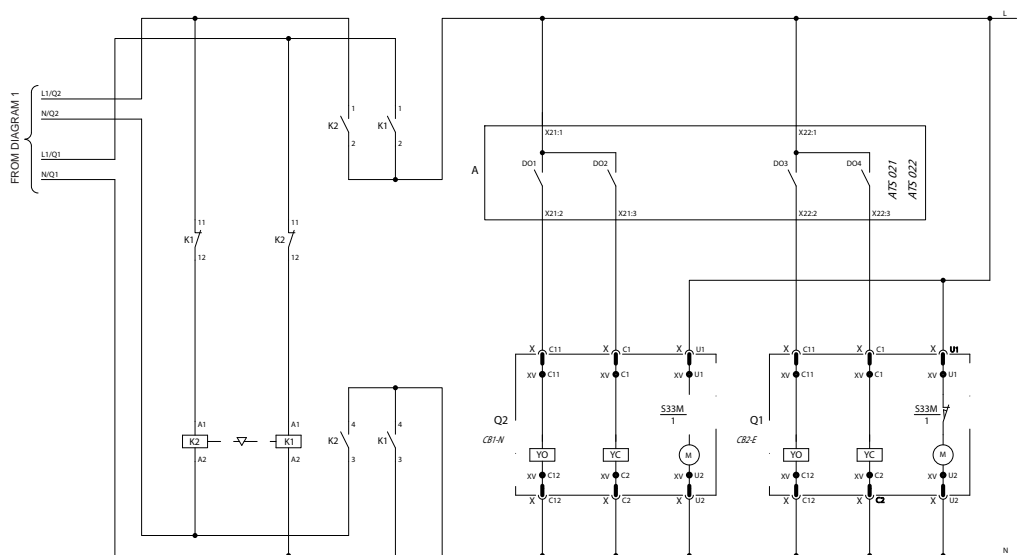 L
FROM DIAGRAM 1
L1/Q2
N/Q2
L1/Q1
N/Q1
1
1
K2
K1
2
2
X21:1
X22:1
A
DO1
DO2
DO3
DO4
ATS 021
ATS 022
X21:2
X21:3
X22:2
X22:3
11
11
K1
K2
12
12
X
C11
X
C1
X
U1
X
C11
X
C1
X
U1
XV
C11
XV
C1
XV
U1
XV
C11
XV
C1
XV
U1
Q2
CB1-N
S33M
1
Q1
CB2-E
S33M
1
A1
A1
4
4
K2
K1
K2
K1
A2
A2
3
3
YO
YC
M
YO
YC
M
XV
C12
XV
C2
XV
U2
XV
C12
XV
C2
XV
U2
X
C12
X
C2
X
U2
X
C12
X
C2
X
U2
N